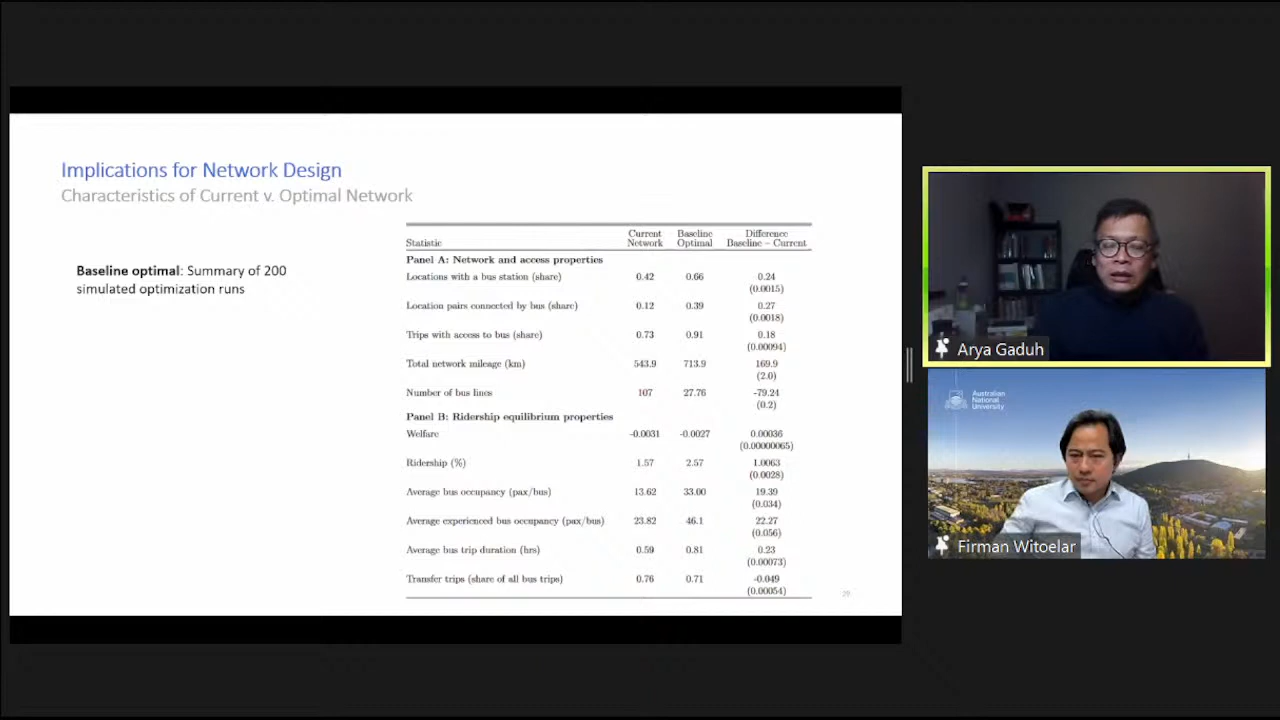 Implications for Network Design
Characteristics of Current v. Optimal Network
Baseline optimal: Summary of 200
simulated optimization runs
Statistic Current Network Baseline Optimal Difference Baseline – Current
Panel A: Network and access properties
Locations with a bus station (share) 0.42 0.66 0.24
(0.0015)
Location pairs connected by bus (share) 0.12 0.39 0.27
(0.0018)
Trips with access to bus (share) 0.73 0.91 0.18
(0.00094)
Total network mileage (km) 543.9 713.9 169.9
(2.0)
Number of bus lines 107 27.76 -79.24
(0.2)
Panel B: Ridership equilibrium properties
Welfare -0.0031 -0.0027 0.00036
(0.00000065)
Ridership (%) 1.57 2.57 1.0063
(0.0028)
Average bus occupancy (pax/bus) 13.62 33.00 19.39
(0.034)
Average experienced bus occupancy (pax/bus) 23.82 46.1 22.27
(0.056)
Average bus trip duration (hrs) 0.59 0.81 0.23
(0.00073)
Transfer trips (share of all bus trips) 0.76 0.71 -0.049
(0.00054)
Arya Gaduh
Australian
National
University
Firman Witoelar